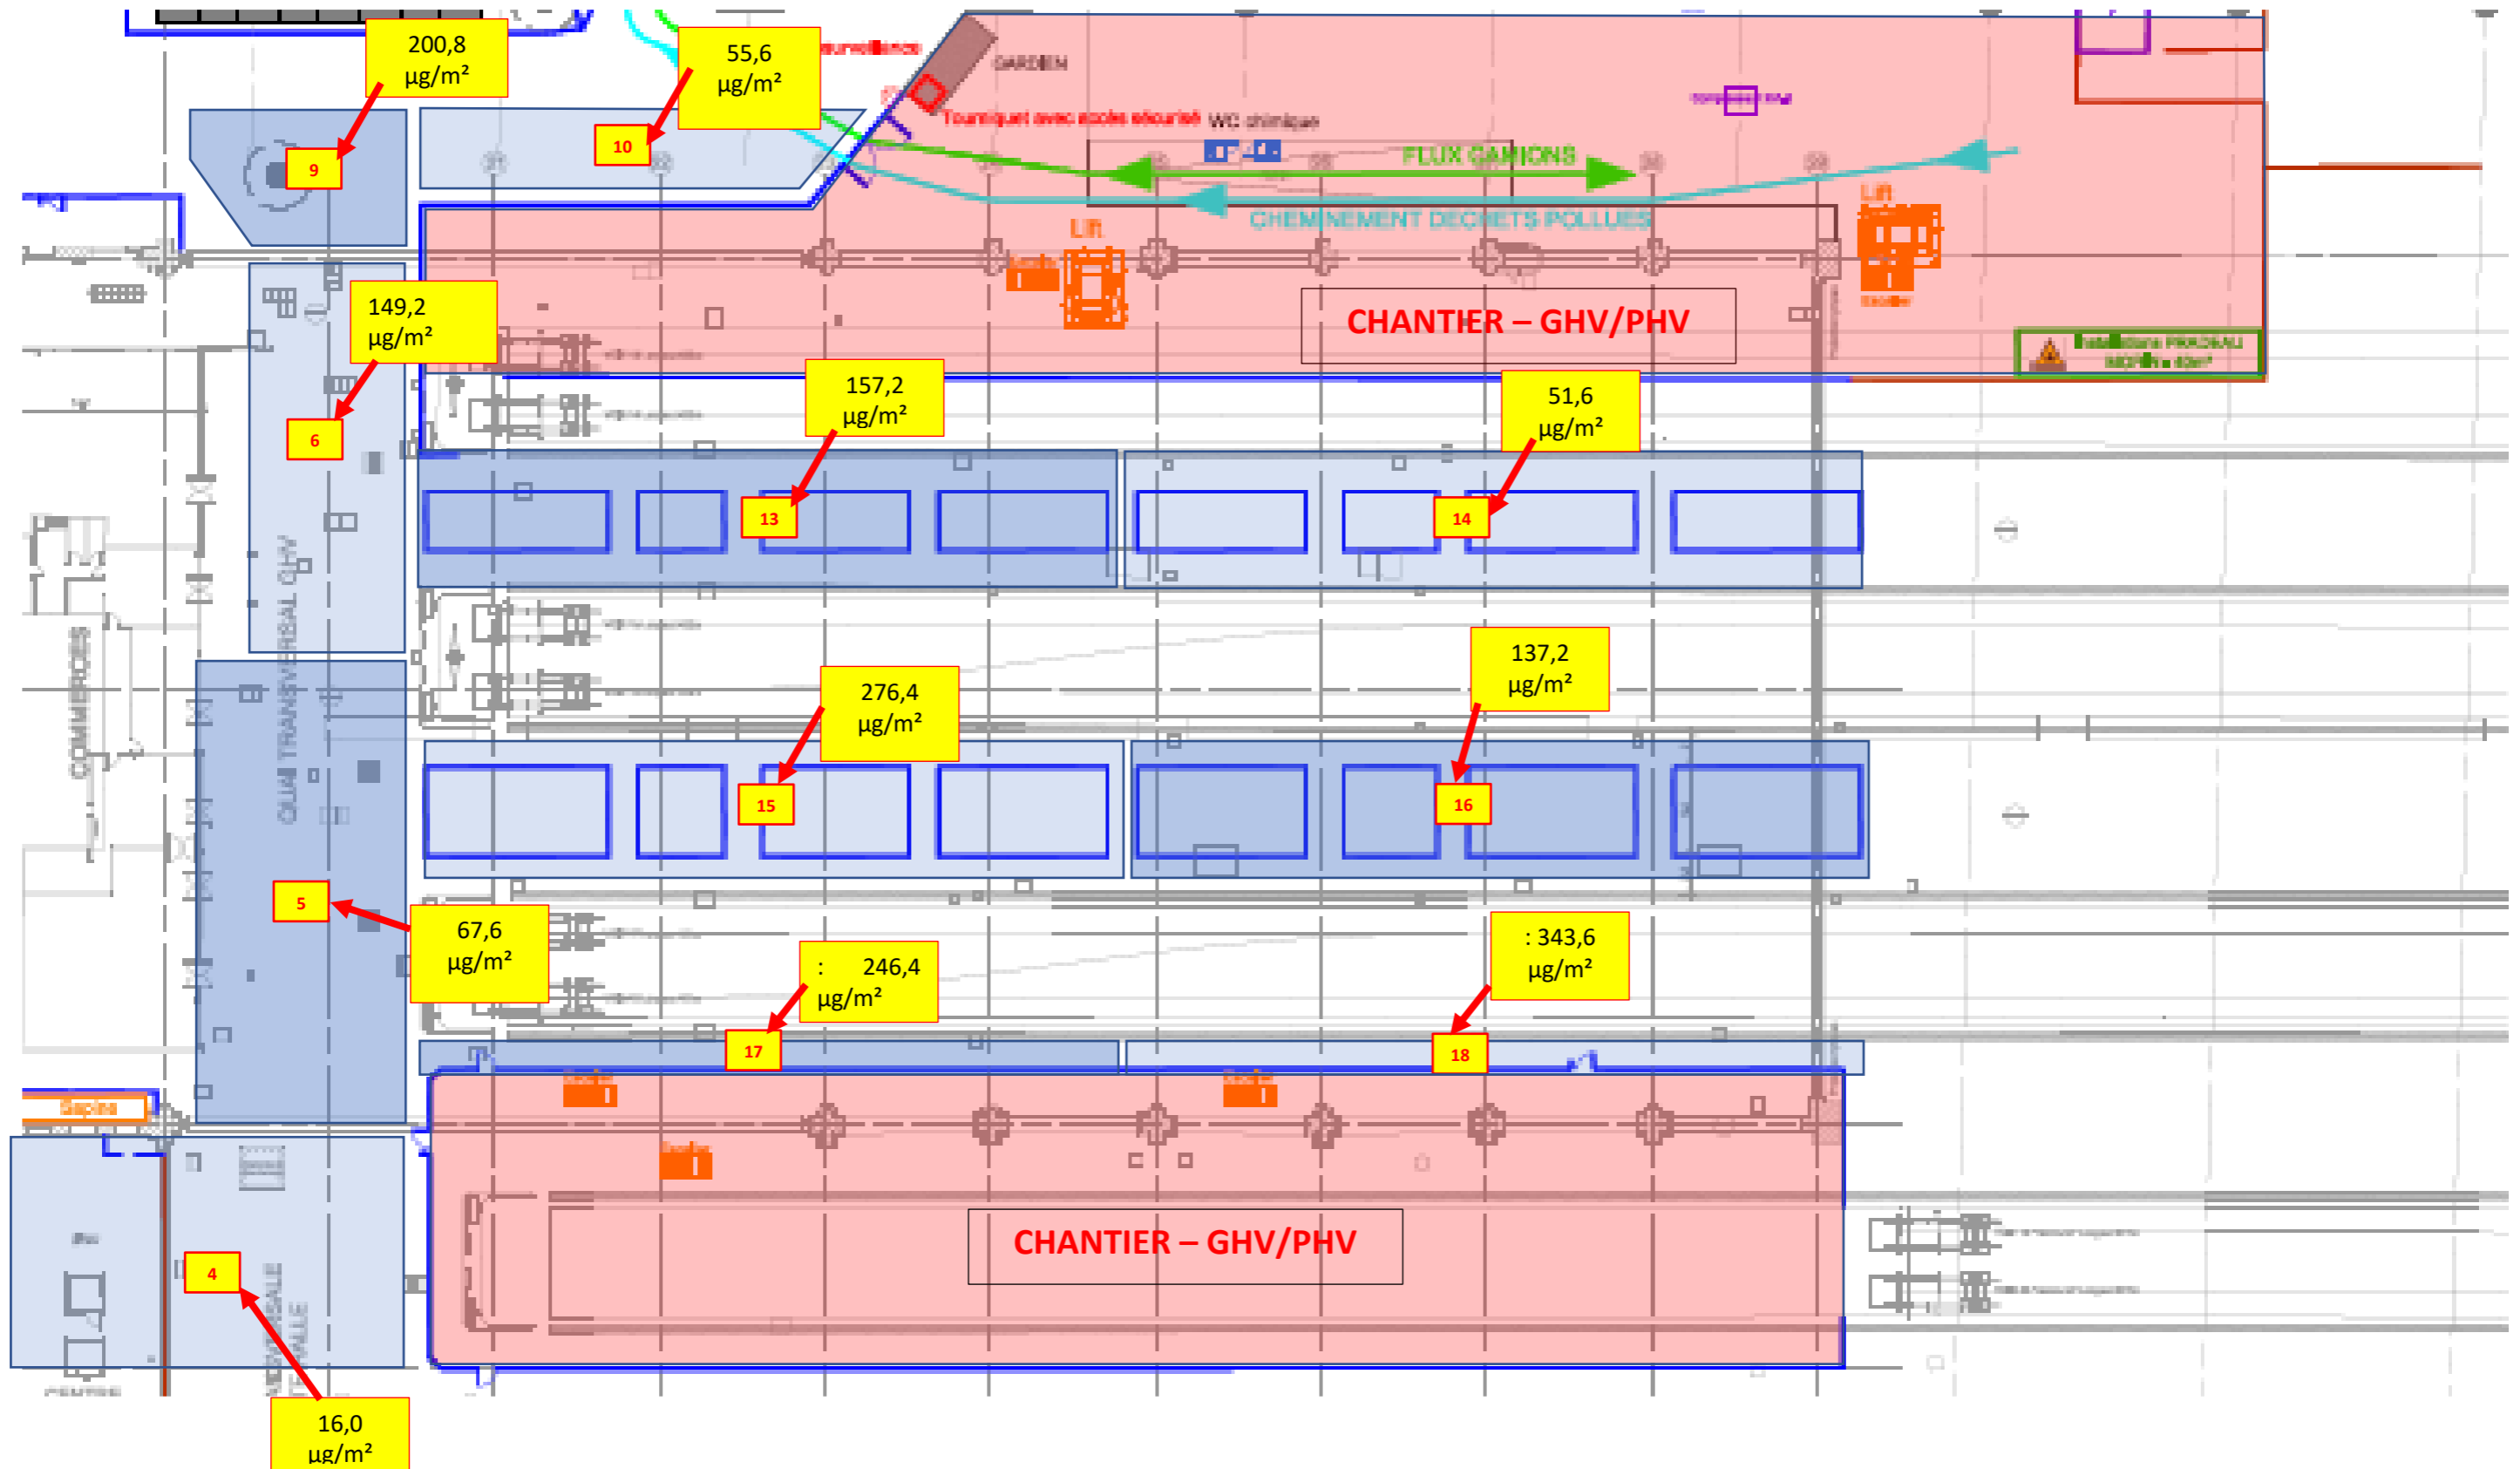 200,8
µg/m²
55,6
µg/m²
GARDIEN
Tourniquet avec accès sécurisé
WC chimique
10
9
FLUX CAMIONS
CHEMINEMENT DECHETS POLLUES
Lift
Lift
149,2
µg/m²
CHANTIER – GHV/PHV
157,2
µg/m²
51,6
µg/m²
6
13
14
QUAI TRANSVERSAL GHV
COMMERCES
137,2
µg/m²
276,4
µg/m²
15
16
5
67,6
µg/m²
: 246,4
µg/m²
: 343,6
µg/m²
17
18
CHANTIER – GHV/PHV
4
16,0
µg/m²